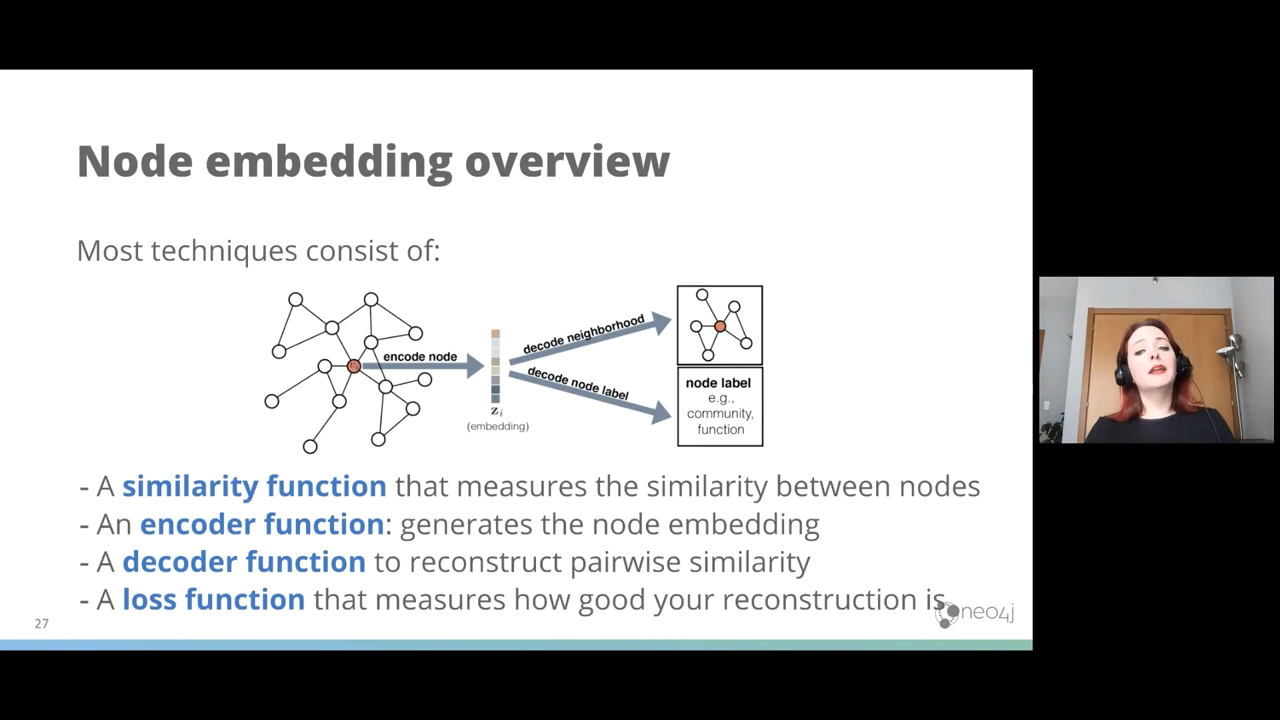 Node embedding overview
Most techniques consist of:
encode node
z_i
(embedding)
decode neighborhood
decode node label
node label
e.g.,
community,
function
- A similarity function that measures the similarity between nodes
- An encoder function: generates the node embedding
- A decoder function to reconstruct pairwise similarity
- A loss function that measures how good your reconstruction is
27
neo4j